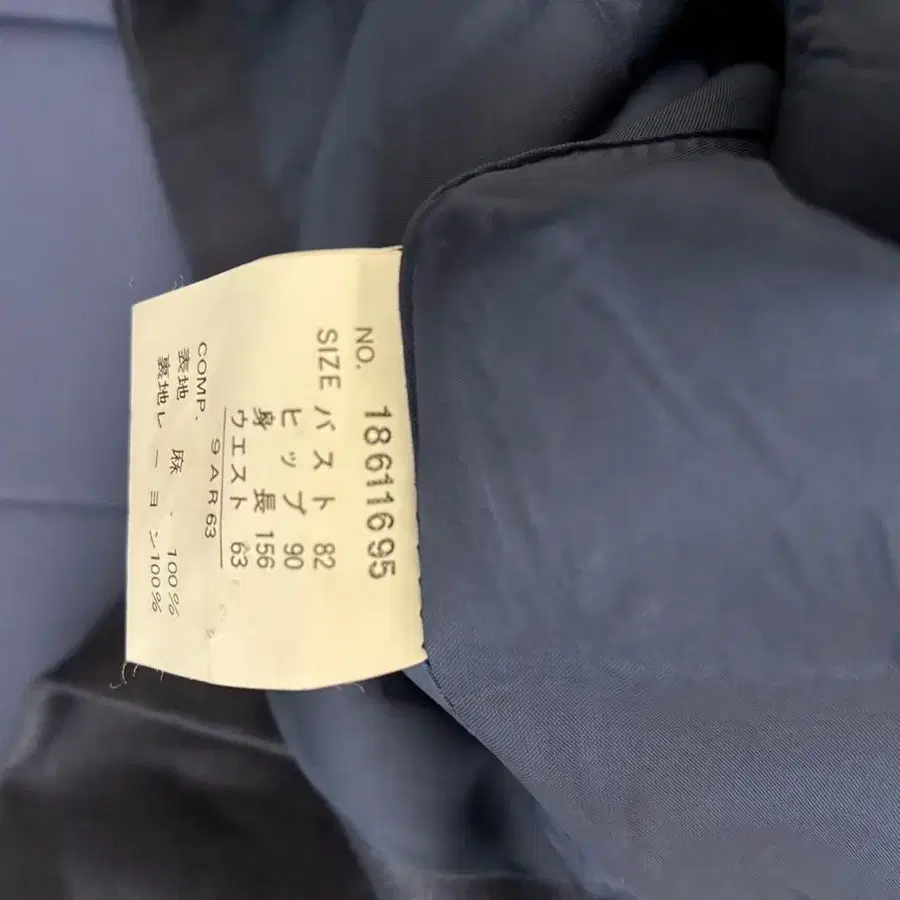 NO. 18611695
SIZE バスト 82
ヒップ 90
身長 156
ウエスト 63
9AR63
COMP.
表地 麻 100%
裏地レーヨン100%